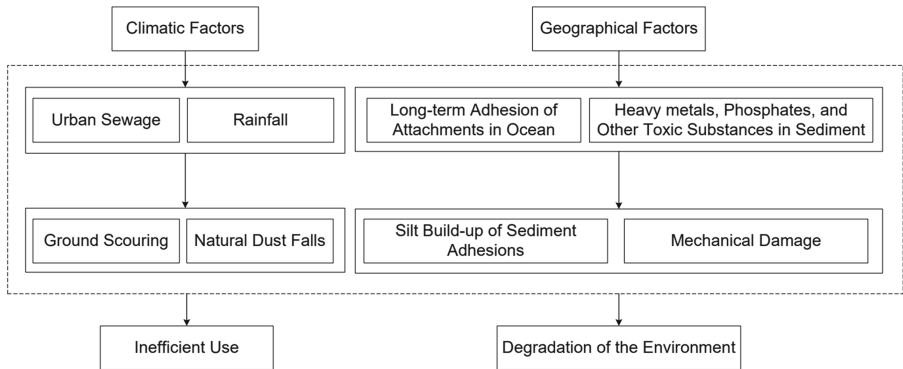 Climatic Factors
Geographical Factors
Urban Sewage
Rainfall
Long-term Adhesion of
Attachments in Ocean
Heavy metals, Phosphates, and
Other Toxic Substances in Sediment
Ground Scouring
Natural Dust Falls
Silt Build-up of Sediment
Adhesions
Mechanical Damage
Inefficient Use
Degradation of the Environment